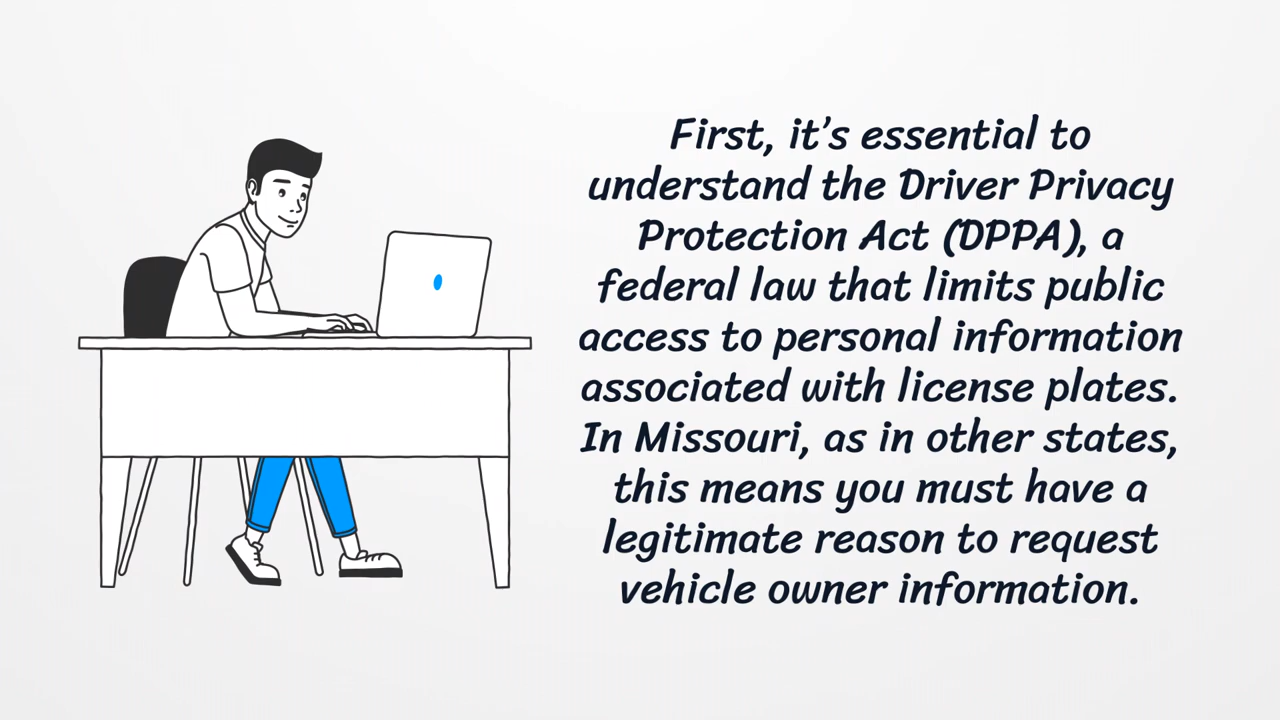 First, it’s essential to
understand the Driver Privacy
Protection Act (DPPA), a
federal law that limits public
access to personal information
associated with license plates.
In Missouri, as in other states,
this means you must have a
legitimate reason to request
vehicle owner information.